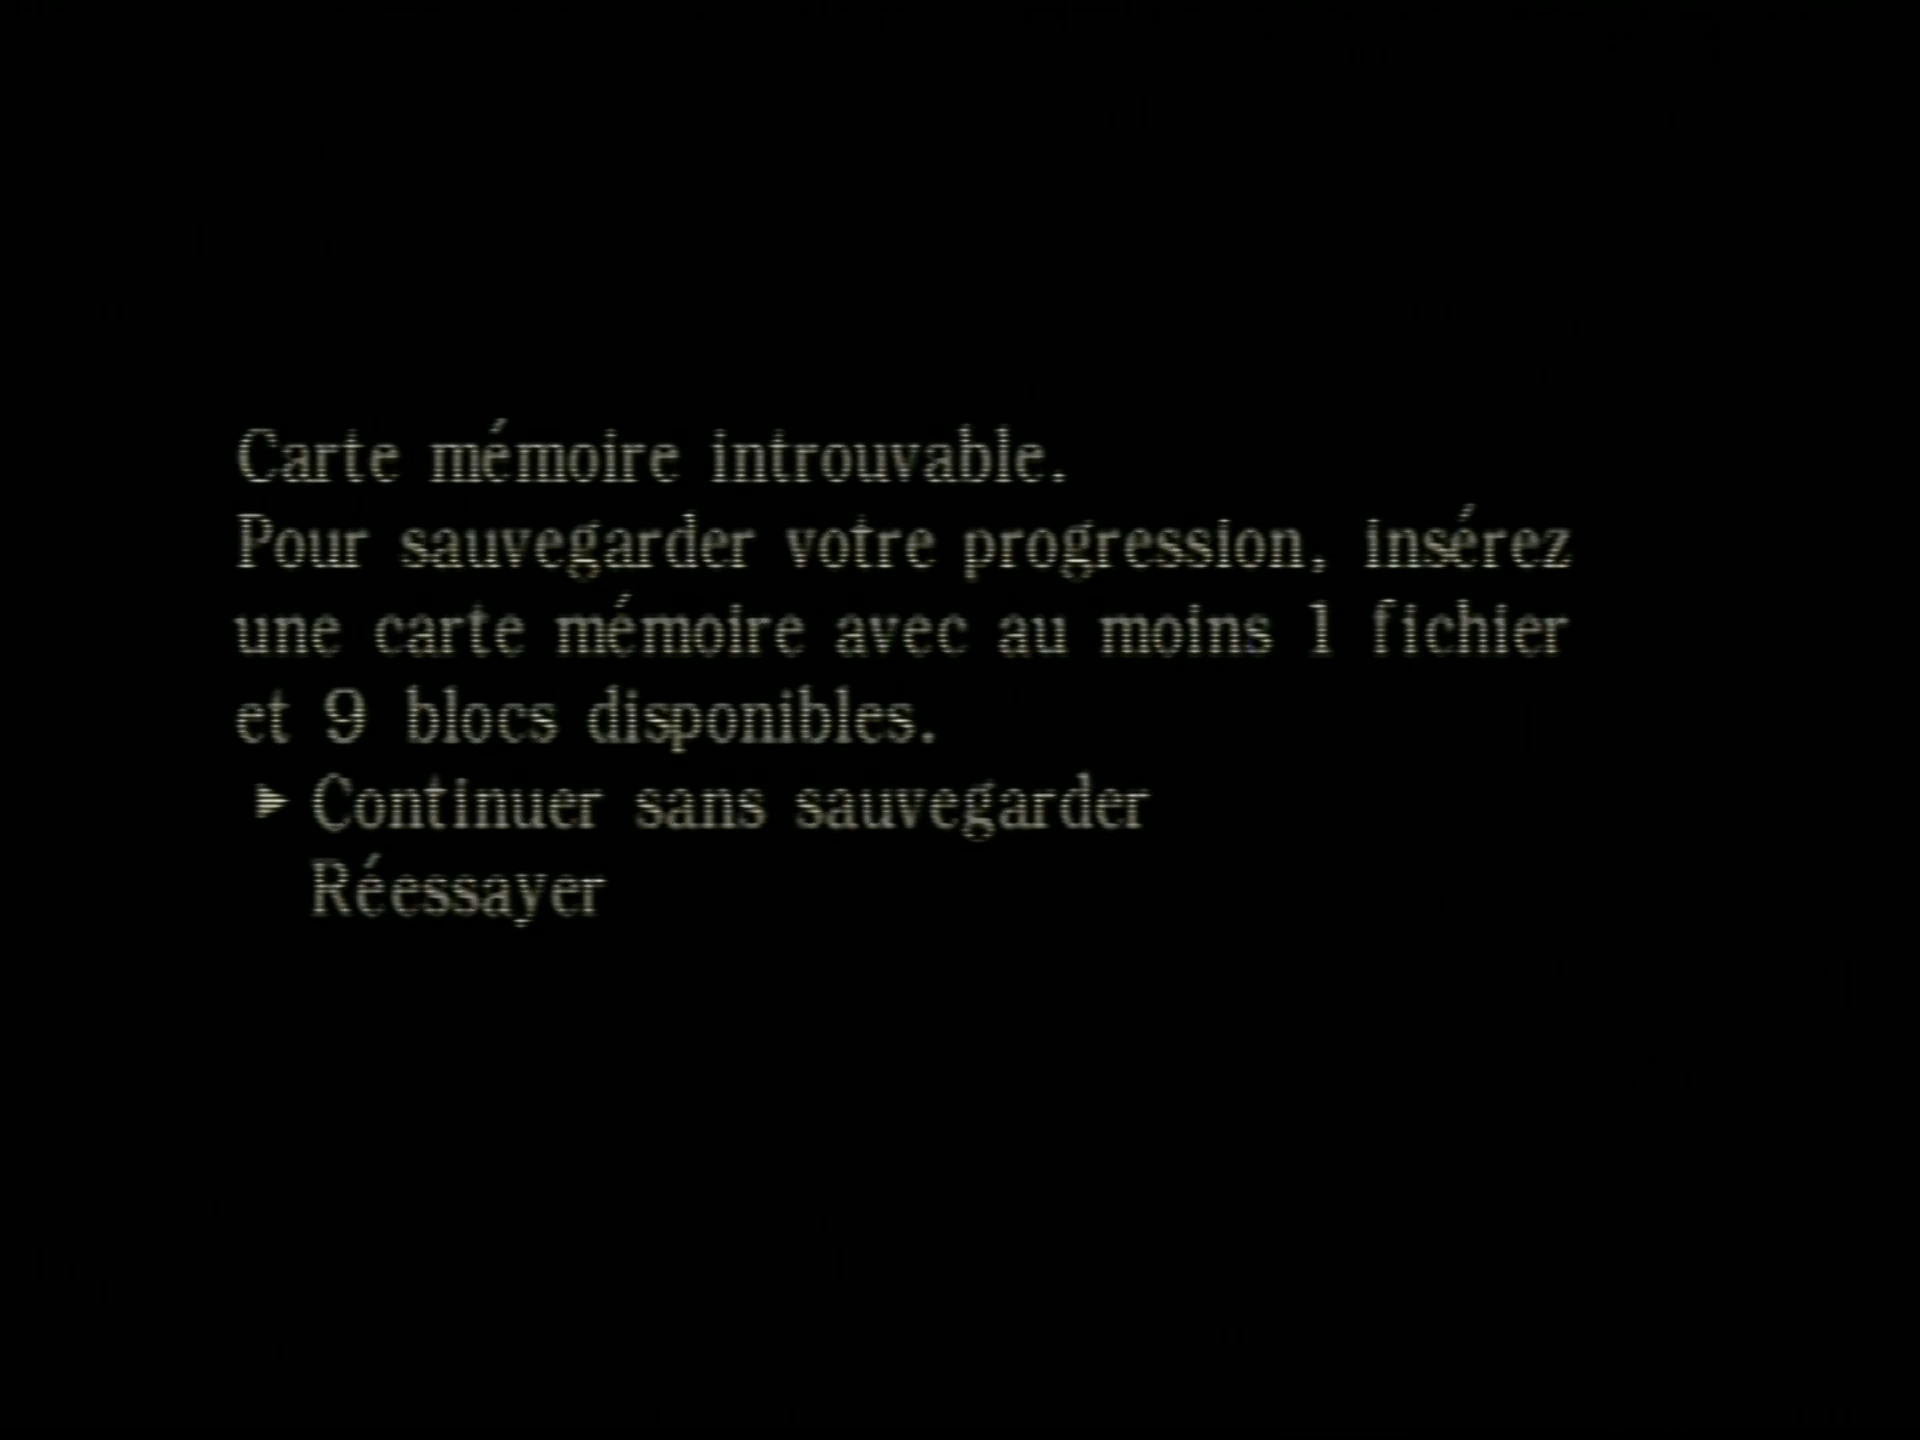 Carte mémoire introuvable.
Pour sauvegarder votre progression, insérez
une carte mémoire avec au moins 1 fichier
et 9 blocs disponibles.
►Continuer sans sauvegarder
Réessayer